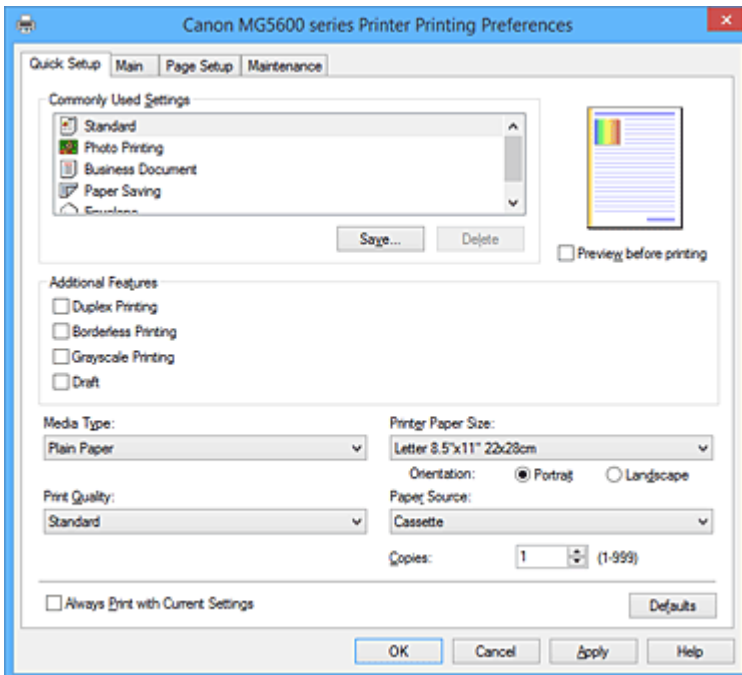 Canon MG5600 series Printer Printing Preferences
Quick Setup Main Page Setup Maintenance
Commonly Used Settings
Standard
Photo Printing
Business Document
Paper Saving
Envelope
Save... Delete
Preview before printing
Additional Features
Duplex Printing
Borderless Printing
Grayscale Printing
Draft
Media Type: Printer Paper Size:
Plain Paper Letter 8.5"x11" 22x28cm
Orientation: Portrait Landscape
Print Quality: Paper Source:
Standard Cassette
Copies: 1 (1-999)
Always Print with Current Settings Defaults
OK Cancel Apply Help